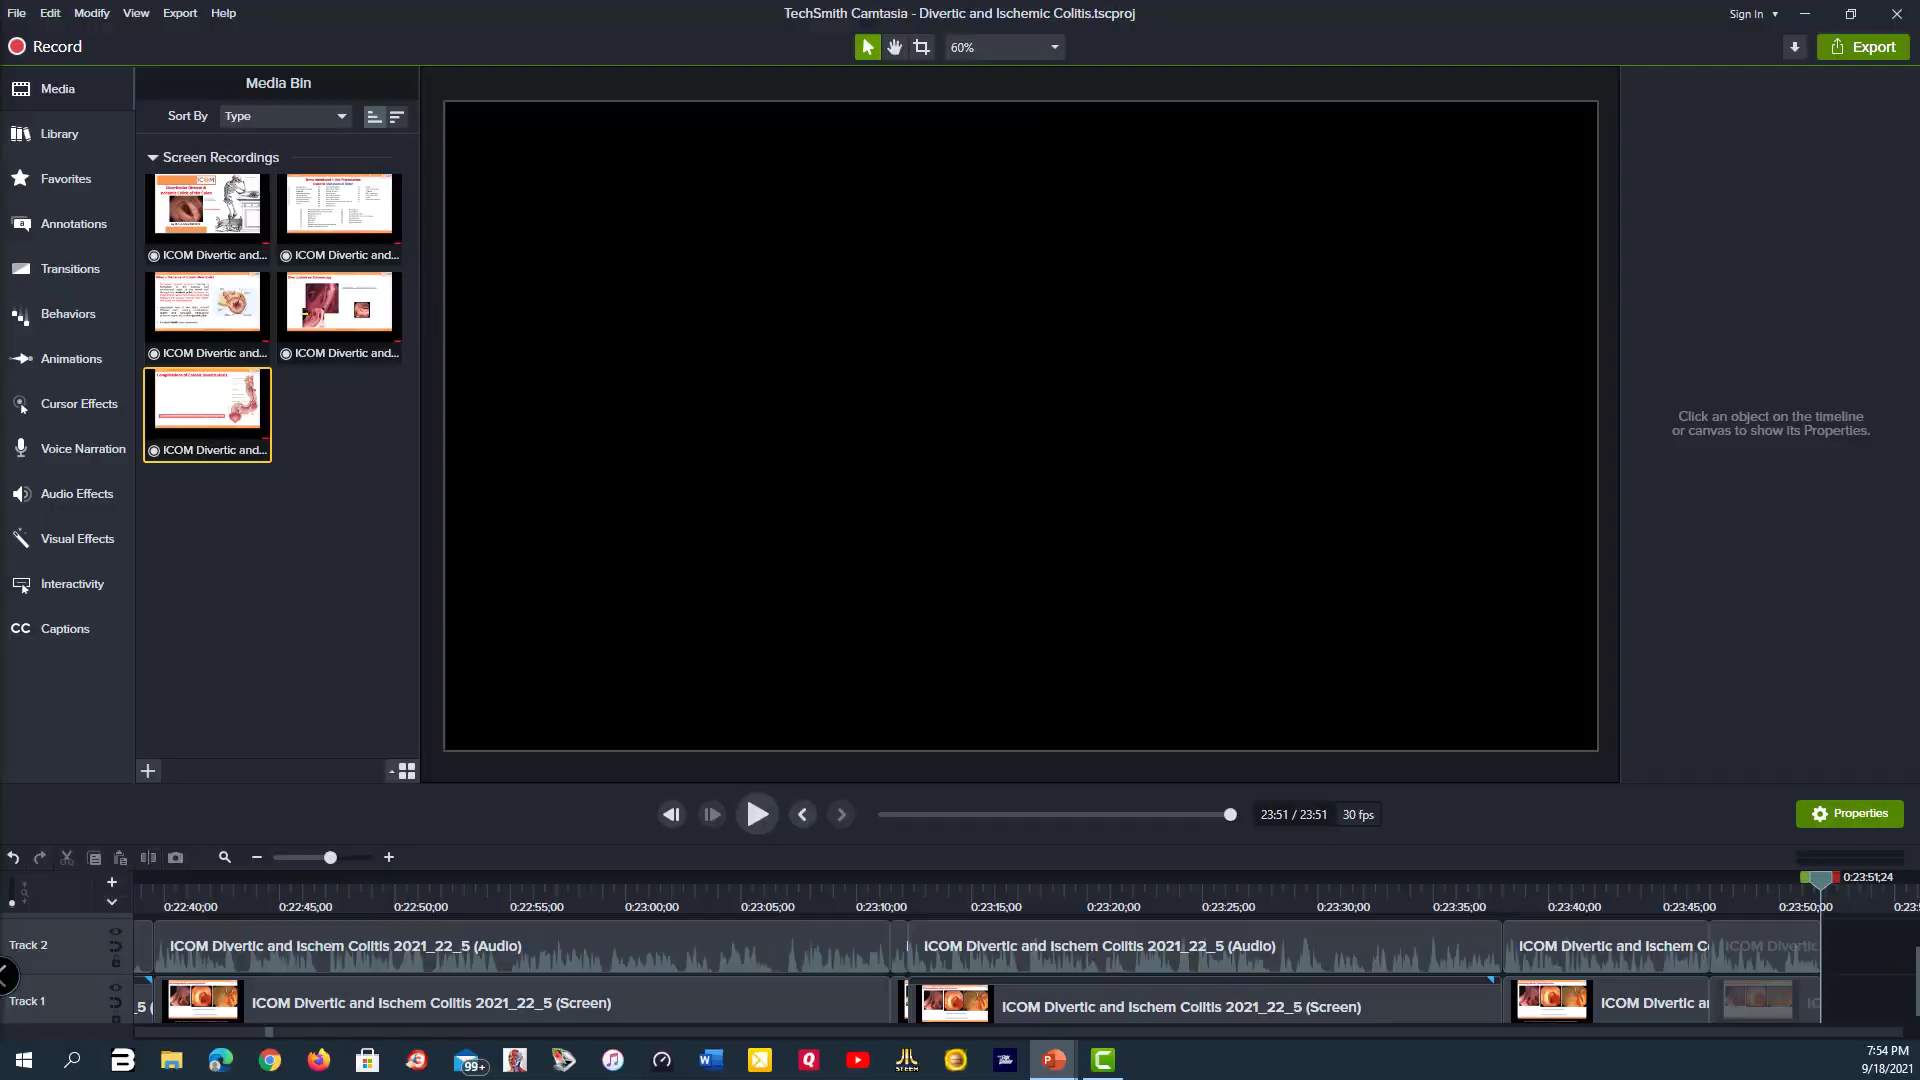 File Edit Modify View Export Help
TechSmith Camtasia - Divertic and Ischemic Colitis.tscproj
Sign In
Record
60%
Export
Media
Library
Favorites
Annotations
Transitions
Behaviors
Animations
Cursor Effects
Voice Narration
Audio Effects
Visual Effects
Interactivity
CC Captions
Media Bin
Sort By Type
Screen Recordings
ICOM Divertic and...
ICOM Divertic and...
ICOM Divertic and...
ICOM Divertic and...
ICOM Divertic and...
Click an object on the timeline
or canvas to show its Properties.
23:51 / 23:51 30 fps
Properties
0:23:51;24
0:22:40;00 0:22:45;00 0:22:50;00 0:22:55;00 0:23:00;00 0:23:05;00 0:23:10;00 0:23:15;00 0:23:20;00 0:23:25;00 0:23:30;00 0:23:35;00 0:23:40;00 0:23:45;00 0:23:50;00 0:23:5
Track 2
ICOM Divertic and Ischem Colitis 2021_22_5 (Audio)
ICOM Divertic and Ischem Colitis 2021_22_5 (Audio)
ICOM Divertic and Ischem C
ICOM Divertic
Track 1
_5 (
ICOM Divertic and Ischem Colitis 2021_22_5 (Screen)
ICOM Divertic and Ischem Colitis 2021_22_5 (Screen)
ICOM Divertic a
99+
STEEM
7:54 PM
9/18/2021